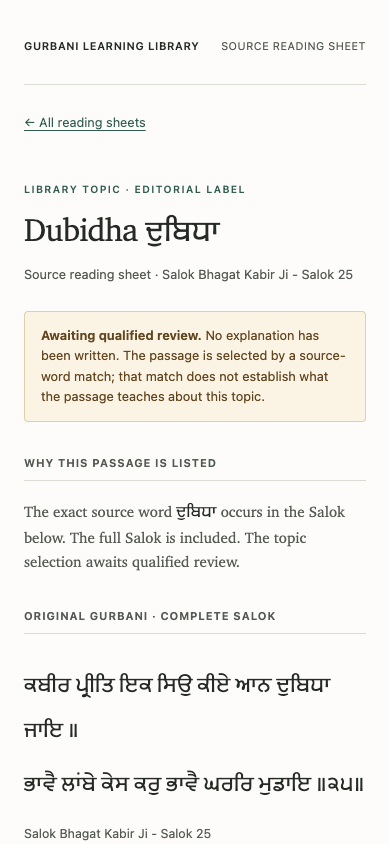 GURBANI LEARNING LIBRARY
SOURCE READING SHEET
← All reading sheets
LIBRARY TOPIC · EDITORIAL LABEL
Dubidha ਦੁਬਿਧਾ
Source reading sheet · Salok Bhagat Kabir Ji - Salok 25
Awaiting qualified review. No explanation has
been written. The passage is selected by a source-
word match; that match does not establish what
the passage teaches about this topic.
WHY THIS PASSAGE IS LISTED
The exact source word ਦੁਬਿਧਾ occurs in the Salok
below. The full Salok is included. The topic
selection awaits qualified review.
ORIGINAL GURBANI · COMPLETE SALOK
ਕਬੀਰ ਪ੍ਰੀਤਿ ਇਕ ਸਿਉ ਕੀਏ ਆਨ ਦੁਬਿਧਾ
ਜਾਇ ॥
ਭਾਵੈ ਲਾਂਬੇ ਕੇਸ ਕਰੁ ਭਾਵੈ ਘਰਰਿ ਮੁਡਾਇ ॥੨੫॥
Salok Bhagat Kabir Ji - Salok 25